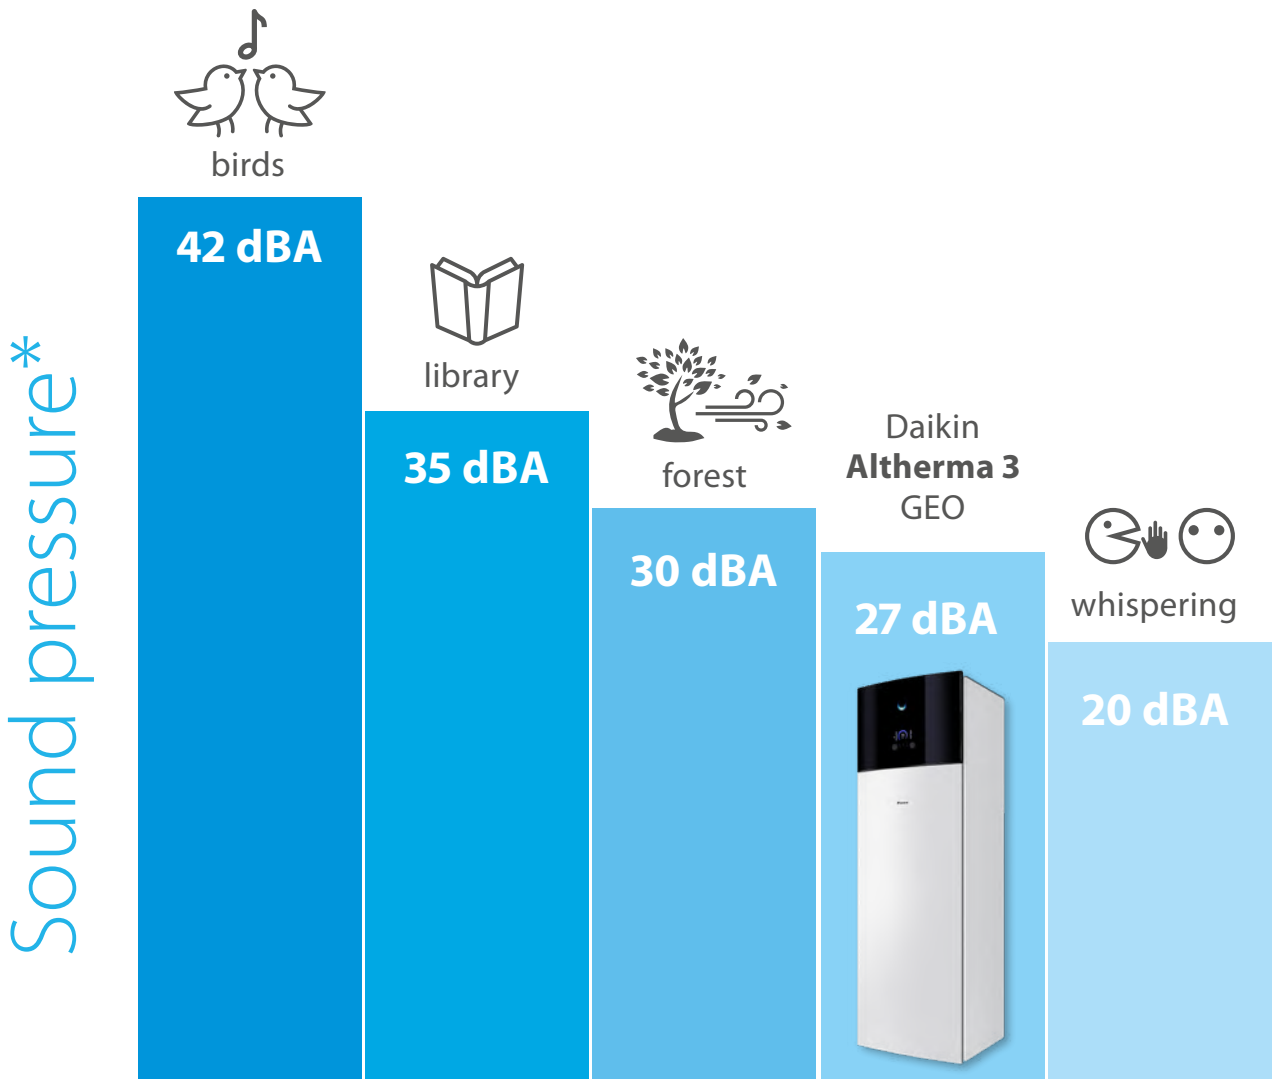 birds
42 dBA
library
35 dBA
forest
30 dBA
Daikin
Altherma 3
GEO
27 dBA
whispering
20 dBA
Sound pressure*